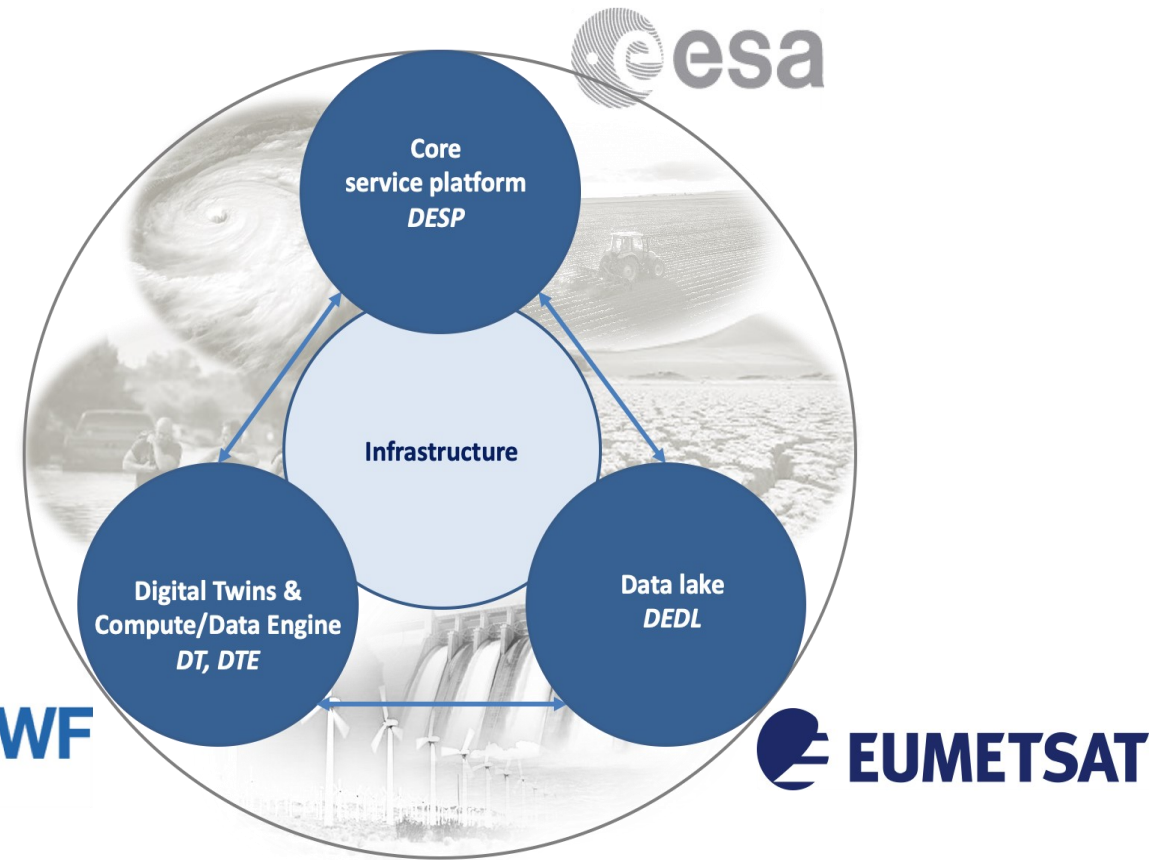 esa
Core
service platform
DESP
Infrastructure
Digital Twins &
Compute/Data Engine
DT, DTE
Data lake
DEDL
WF
EUMETSAT